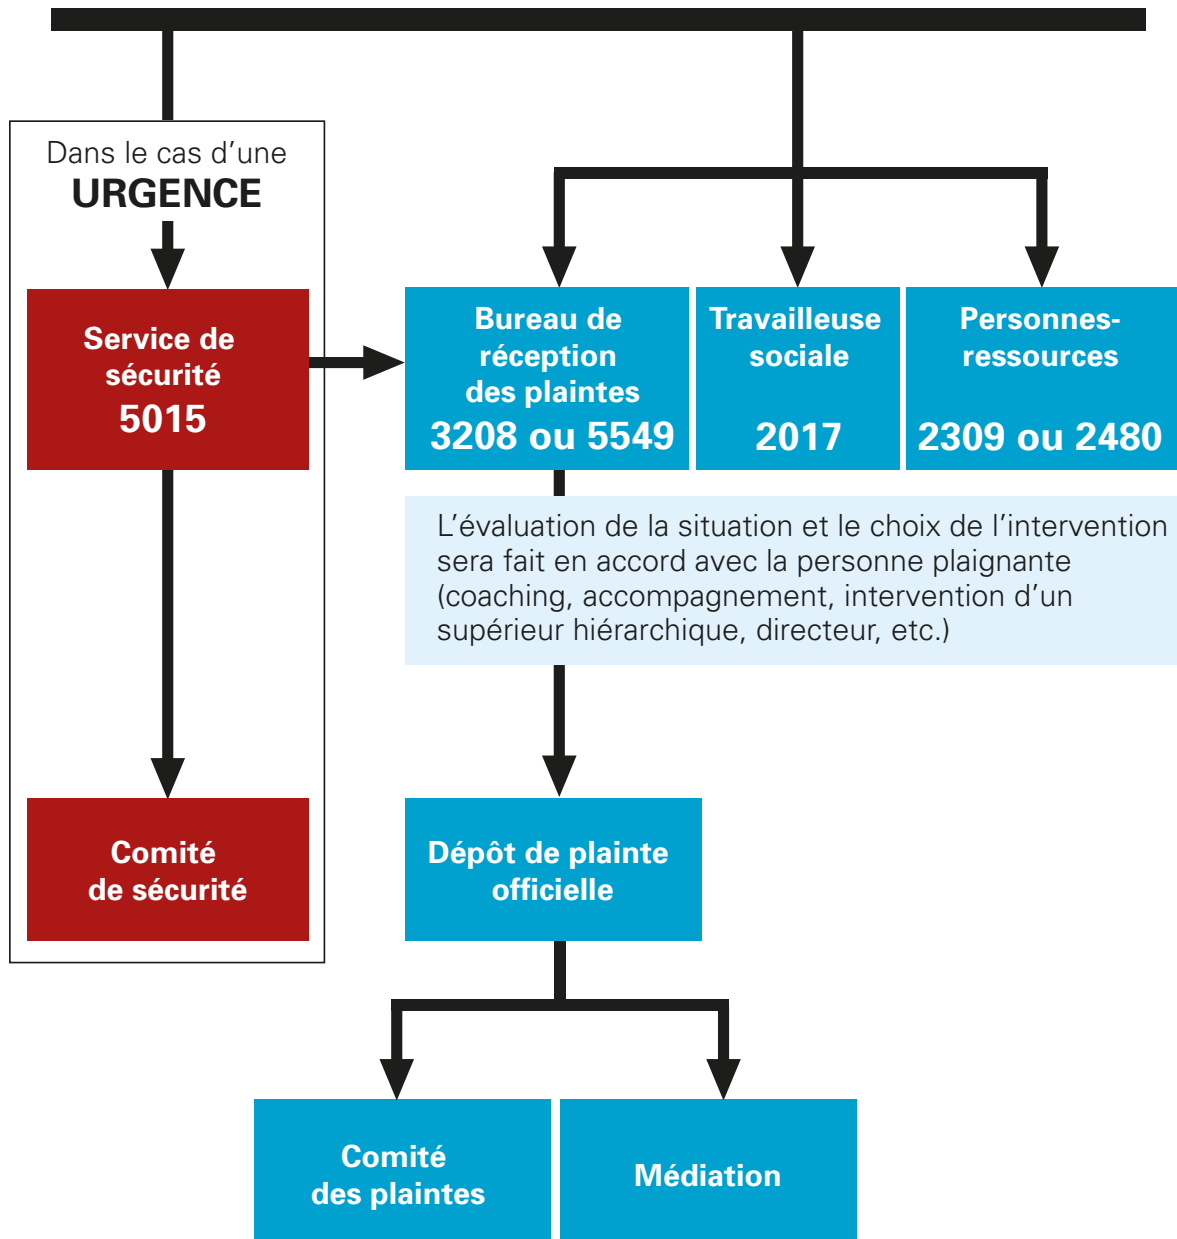 Dans le cas d’une
URGENCE
Service de
sécurité
5015
Bureau de
réception
des plaintes
3208 ou 5549
Travailleuse
sociale
2017
Personnes-
ressources
2309 ou 2480
L’évaluation de la situation et le choix de l’intervention
sera fait en accord avec la personne plaignante
(coaching, accompagnement, intervention d’un
supérieur hiérarchique, directeur, etc.)
Comité
de sécurité
Dépôt de plainte
officielle
Comité
des plaintes
Médiation